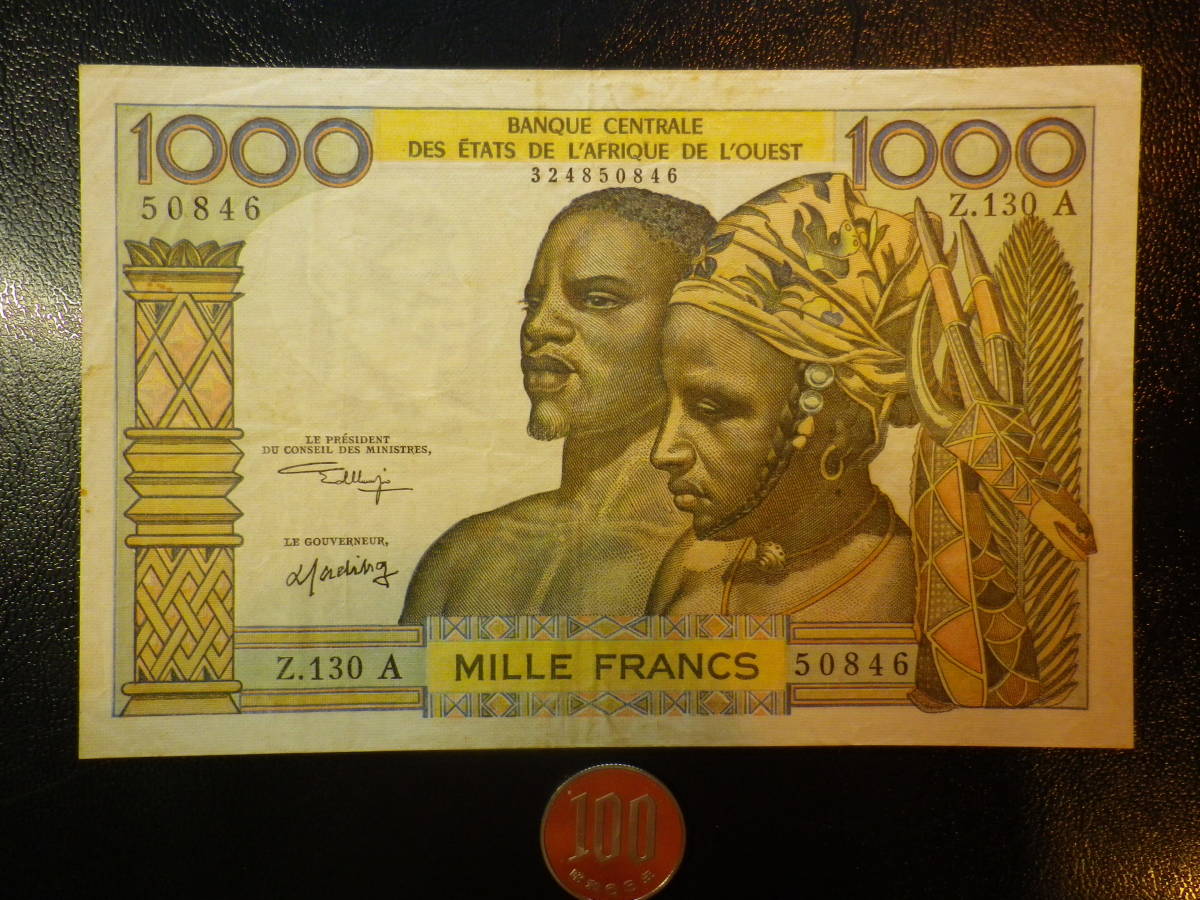 1000
BANQUE CENTRALE
DES ÉTATS DE L'AFRIQUE DE L'OUEST
1000
324850846
50846
Z.130 A
LE PRÉSIDENT
DU CONSEIL DES MINISTRES,
LE GOUVERNEUR,
Z.130 A
MILLE FRANCS
50846
100